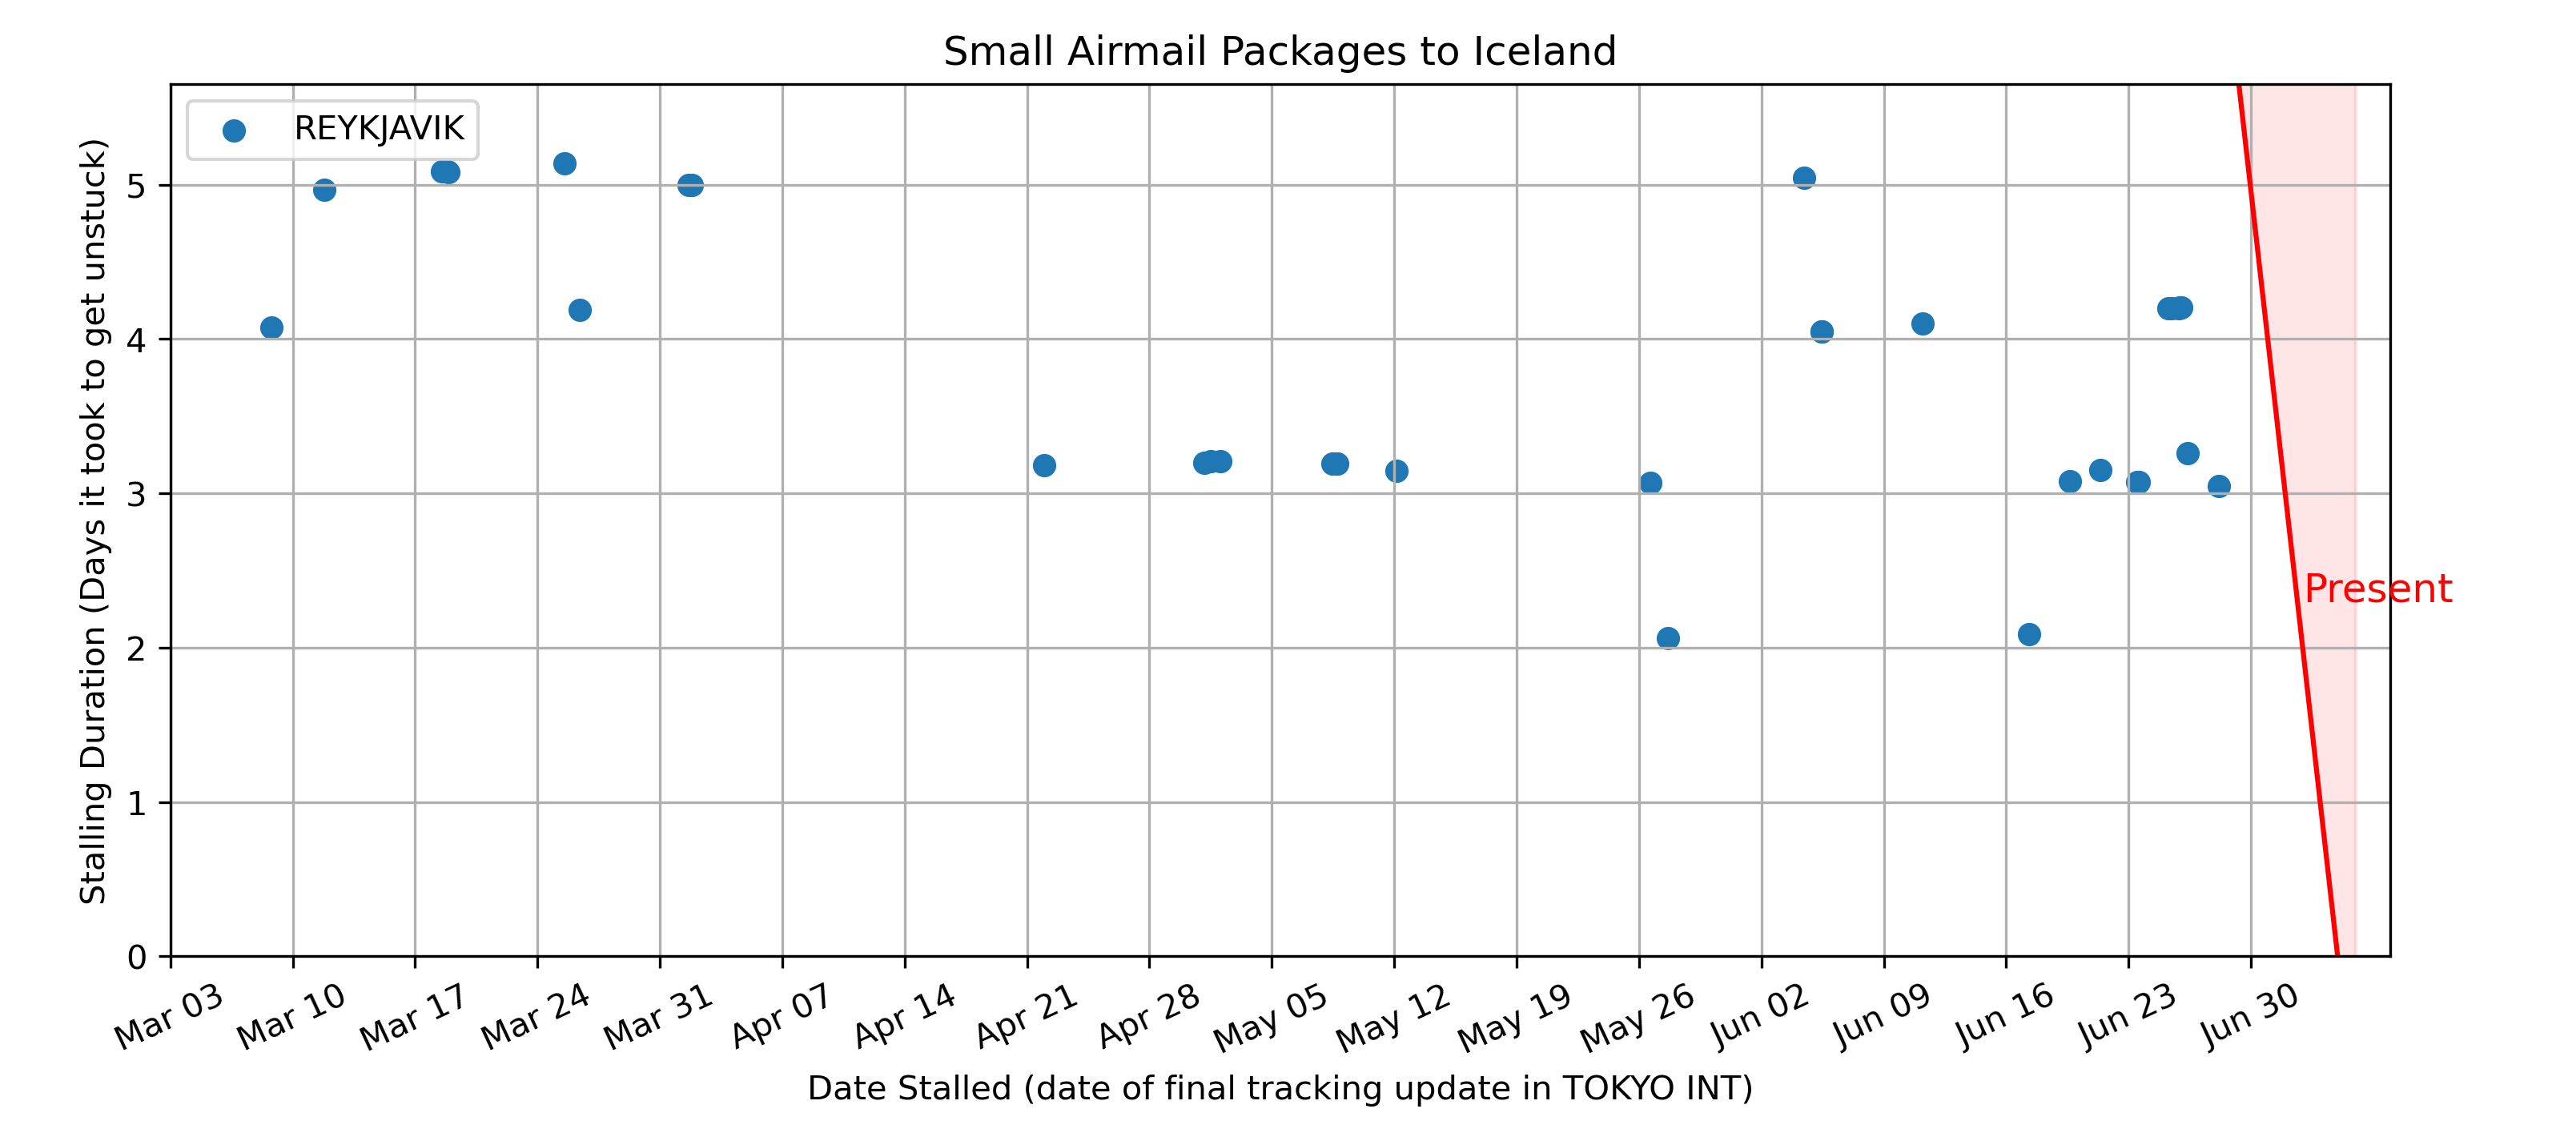 Small Airmail Packages to Iceland
REYKJAVIK
Stalling Duration (Days it took to get unstuck)
5
4
3
2
1
0
Present
Mar 03 Mar 10 Mar 17 Mar 24 Mar 31 Apr 07 Apr 14 Apr 21 Apr 28 May 05 May 12 May 19 May 26 Jun 02 Jun 09 Jun 16 Jun 23 Jun 30
Date Stalled (date of final tracking update in TOKYO INT)